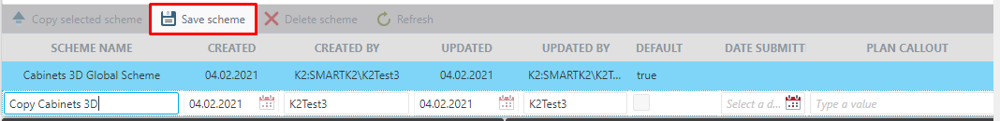 Copy selected scheme Save scheme Delete scheme Refresh
SCHEME NAME CREATED CREATED BY UPDATED UPDATED BY DEFAULT DATE SUBMITT PLAN CALLOUT
Cabinets 3D Global Scheme 04.02.2021 K2:SMARTK2\K2Test3 04.02.2021 K2:SMARTK2\K2T... true
Copy Cabinets 3D 04.02.2021 K2Test3 04.02.2021 K2Test3 Select a d... Type a value